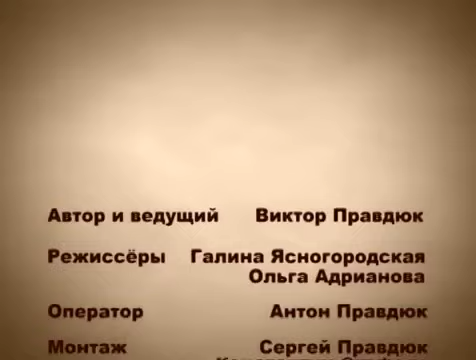 Автор и ведущий Виктор Правдюк
Режиссёры Галина Ясногородская
Ольга Адрианова
Оператор Антон Правдюк
Монтаж Сергей Правдюк